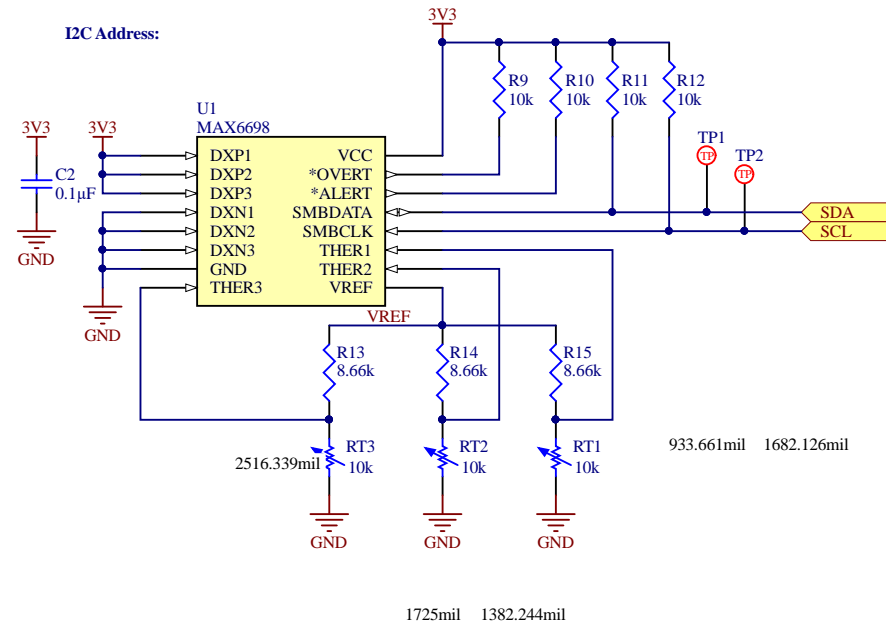 3V3
I2C Address:
R9
10k
R10
10k
R11
10k
R12
10k
U1
MAX6698
3V3
3V3
C2
0.1µF
GND
DXP1
DXP2
DXP3
DXN1
DXN2
DXN3
GND
THER3
VCC
*OVERT
*ALERT
SMBDATA
SMBCLK
THER1
THER2
VREF
TP1
TP
TP2
TP
SDA
SCL
GND
VREF
R13
8.66k
R14
8.66k
R15
8.66k
RT3
10k
RT2
10k
RT1
10k
2516.339mil
933.661mil 1682.126mil
GND
GND
GND
1725mil 1382.244mil